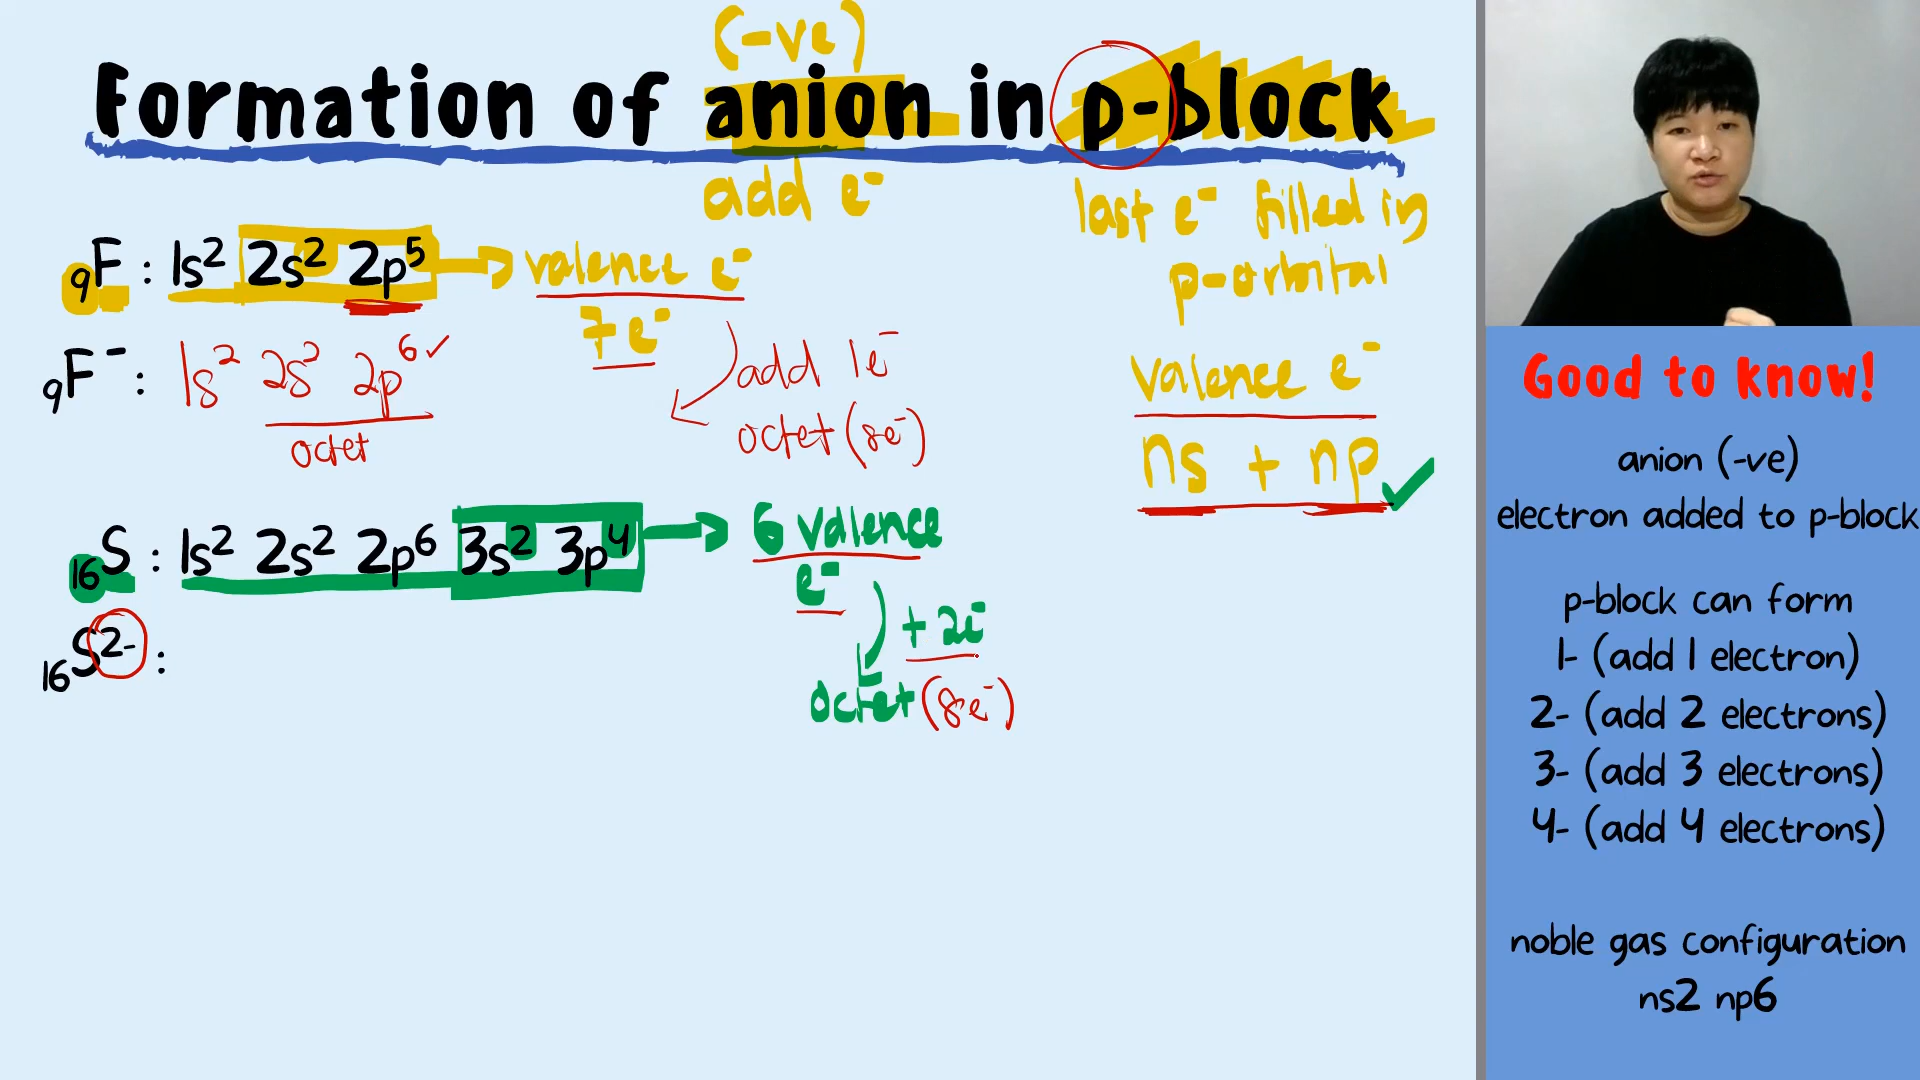 (-ve)
Formation of anion in p-block
add e⁻
last e⁻ filled in
p-orbital
₉F : 1s² 2s² 2p⁵
valence e⁻
7 e⁻
₉F⁻ : 1s² 2s² 2p⁶ ✓
octet
add 1e⁻
octet (8e⁻)
valence e⁻
ns + np ✓
₁₆S : 1s² 2s² 2p⁶ 3s² 3p⁴
6 valence
e⁻
+ 2e⁻
octet (8e⁻)
₁₆S²⁻ :
Good to know!
anion (-ve)
electron added to p-block
p-block can form
1- (add 1 electron)
2- (add 2 electrons)
3- (add 3 electrons)
4- (add 4 electrons)
noble gas configuration
ns2 np6